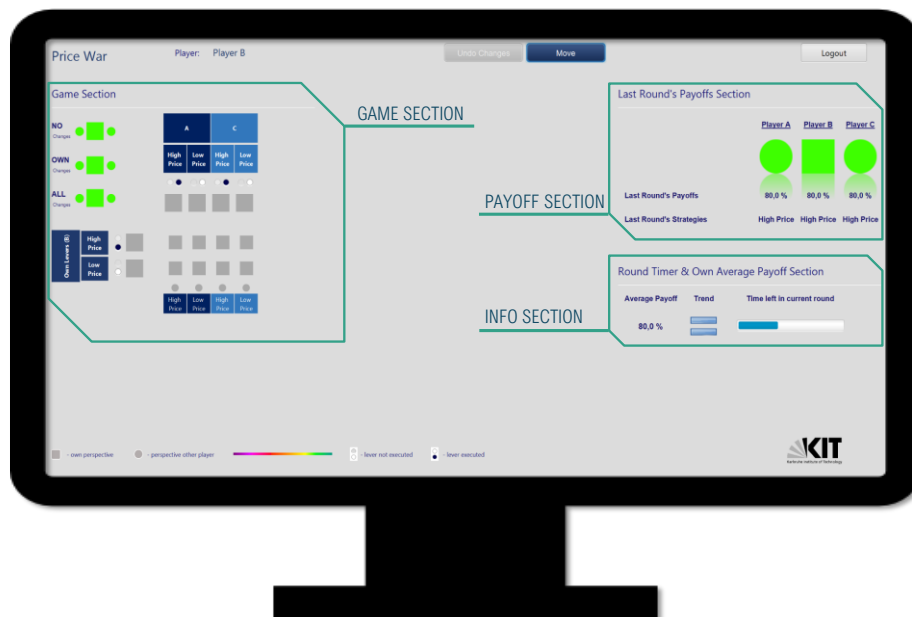 Price War
Player: Player B
Undo Changes
Move
Logout
Game Section
GAME SECTION
NO
Changes
OWN
Changes
ALL
Changes
A C
High Price Low Price High Price Low Price
Own Levers (B)
High Price
Low Price
High Price Low Price High Price Low Price
PAYOFF SECTION
Last Round's Payoffs Section
Player A Player B Player C
Last Round's Payoffs 80,0 % 80,0 % 80,0 %
Last Round's Strategies High Price High Price High Price
INFO SECTION
Round Timer & Own Average Payoff Section
Average Payoff Trend Time left in current round
80,0 %
- own perspective - perspective other player - lever not executed - lever executed
KIT
Karlsruhe Institute of Technology